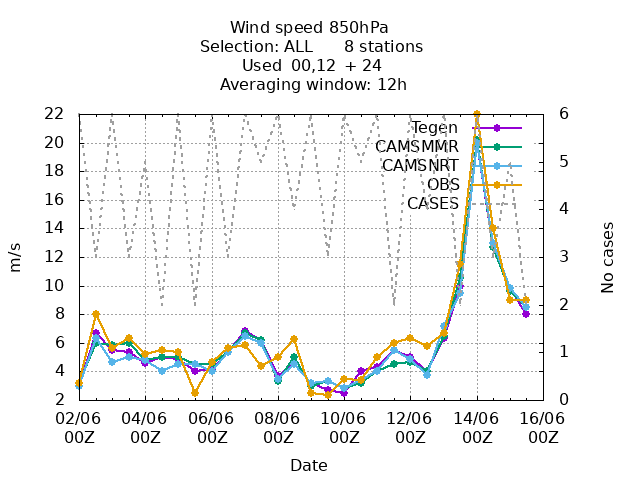 Wind speed 850hPa
Selection: ALL 8 stations
Used 00,12 + 24
Averaging window: 12h
22 6
Tegen
20 CAMSMMR
5
CAMSNRT
18
OBS
16
CASES 4
14
m/s
12 3
No cases
10
8 2
6
1
4
2 0
02/06 04/06 06/06 08/06 10/06 12/06 14/06 16/06
00Z 00Z 00Z 00Z 00Z 00Z 00Z 00Z
Date